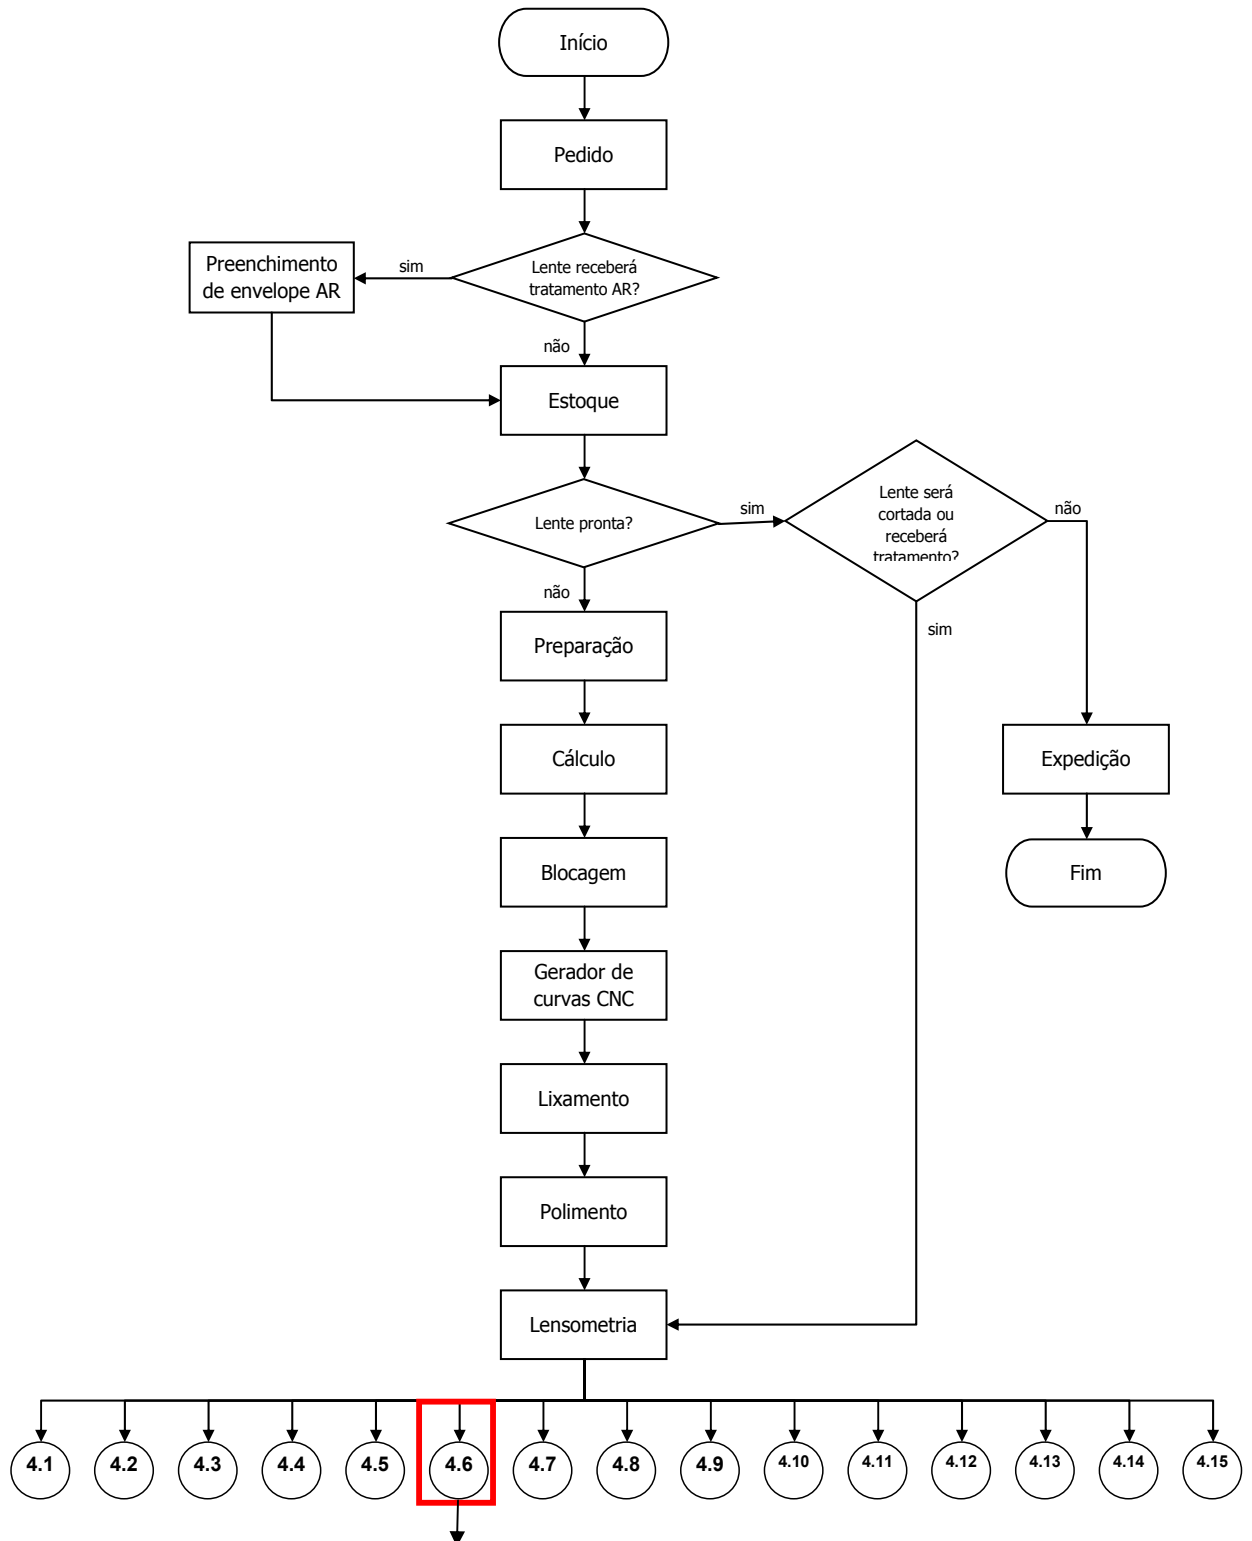 Início
Pedido
Preenchimento
de envelope AR
sim
Lente receberá
tratamento AR?
não
Estoque
Lente pronta?
sim
Lente será
cortada ou
receberá
tratamento?
não
não
sim
Preparação
Cálculo
Expedição
Blocagem
Fim
Gerador de
curvas CNC
Lixamento
Polimento
Lensometria
4.1
4.2
4.3
4.4
4.5
4.6
4.7
4.8
4.9
4.10
4.11
4.12
4.13
4.14
4.15